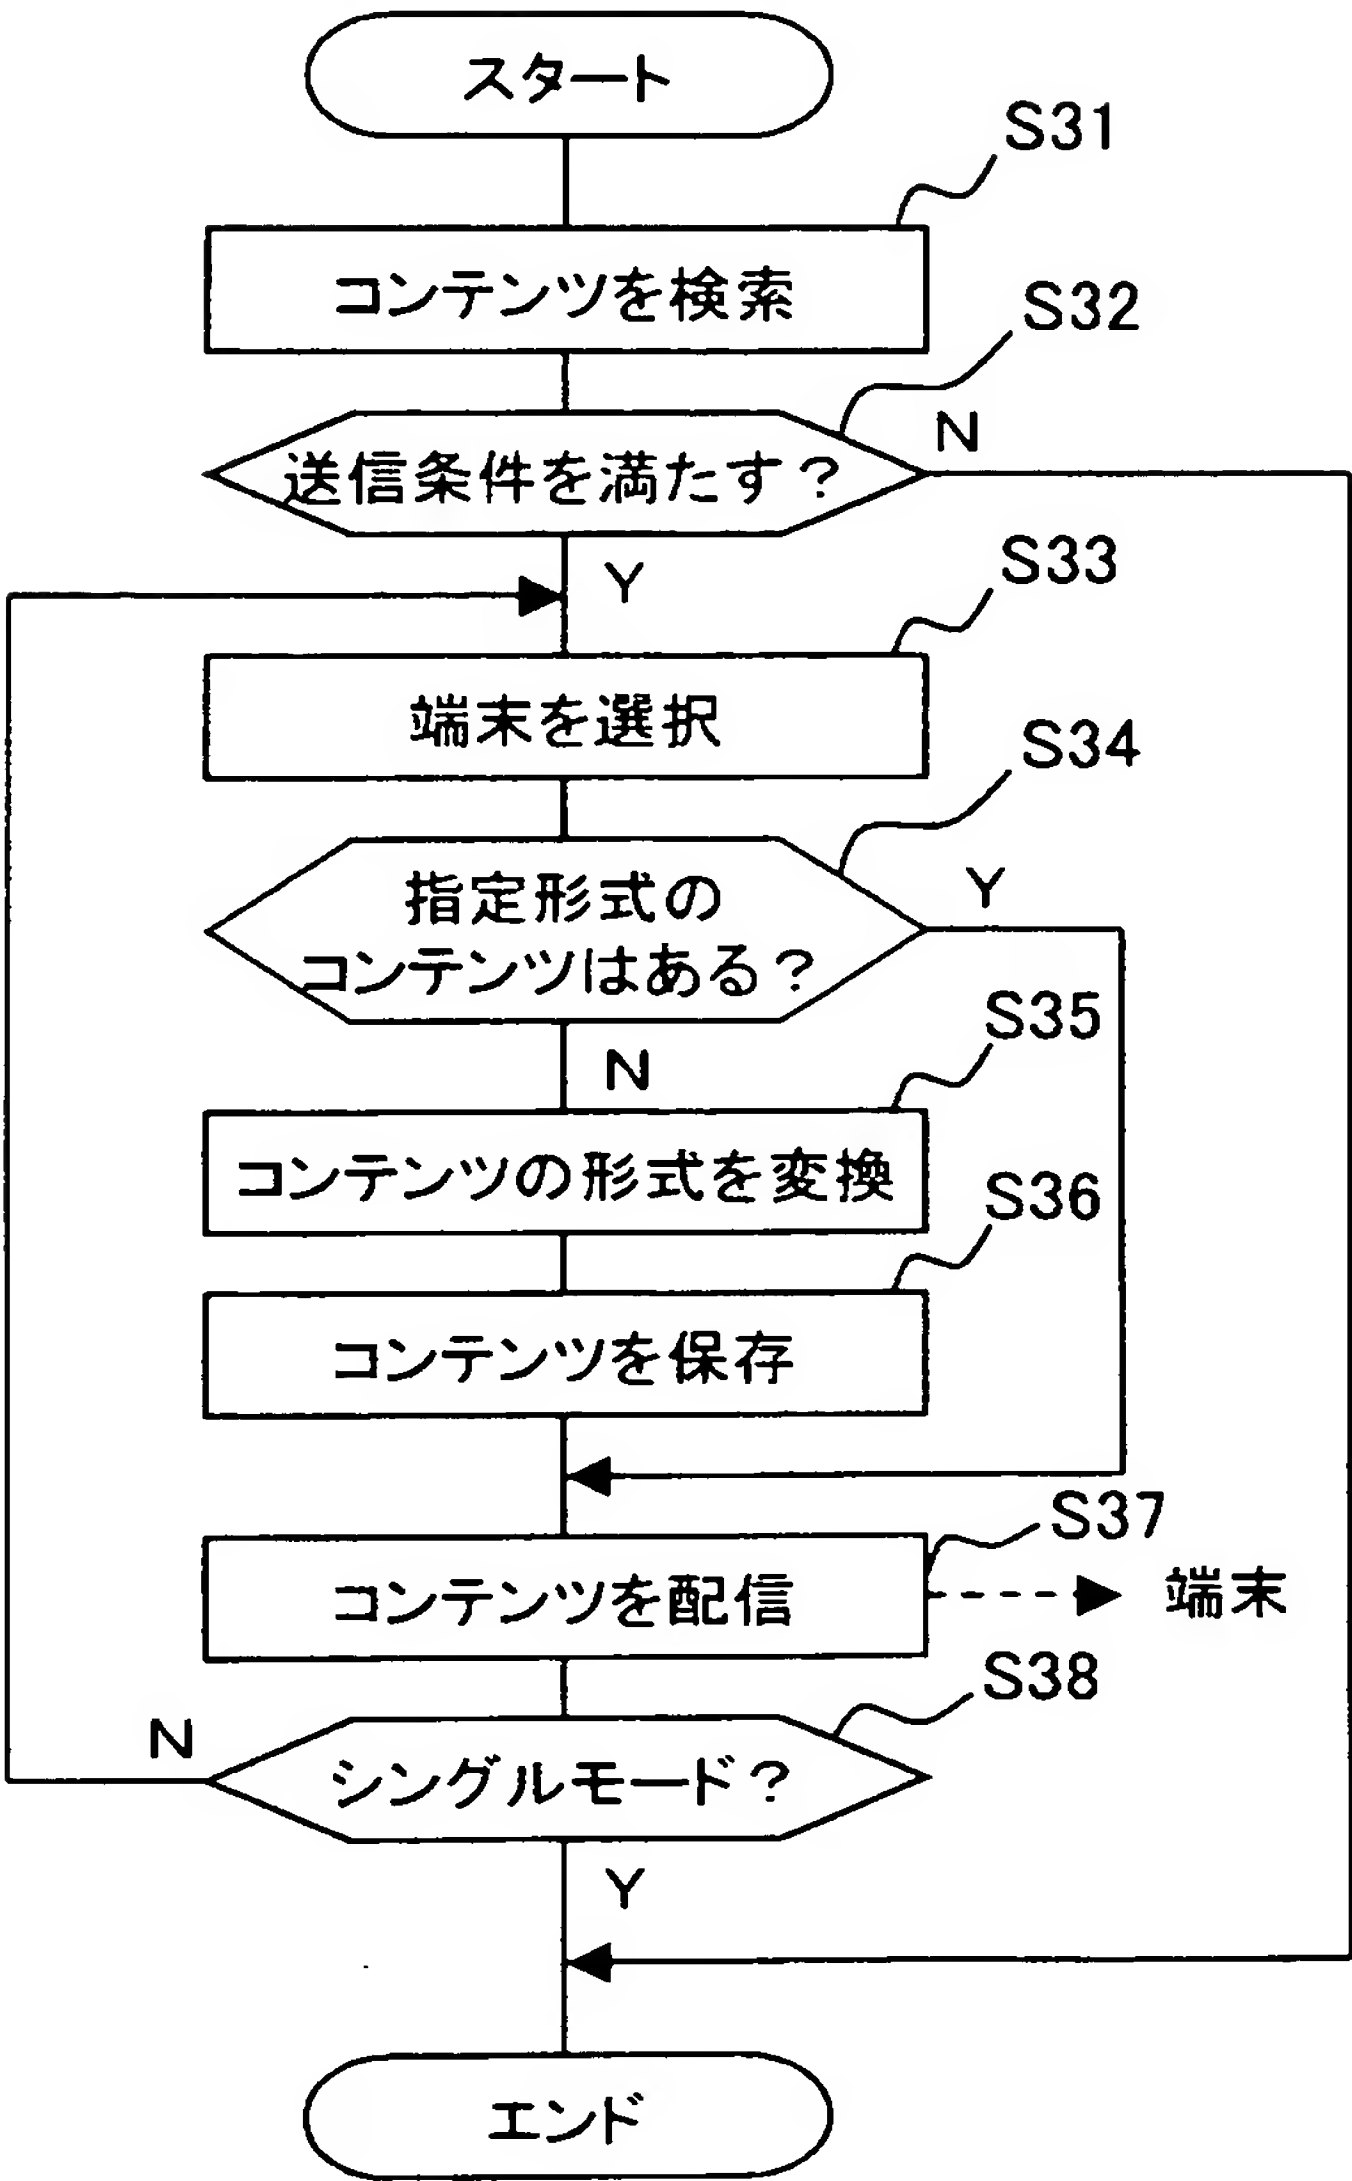 スタート
S31
コンテンツを検索
S32
送信条件を満たす？
N
Y
S33
端末を選択
S34
指定形式の
コンテンツはある？
Y
N
S35
コンテンツの形式を変換
S36
コンテンツを保存
S37
コンテンツを配信
端末
S38
シングルモード？
N
Y
エンド